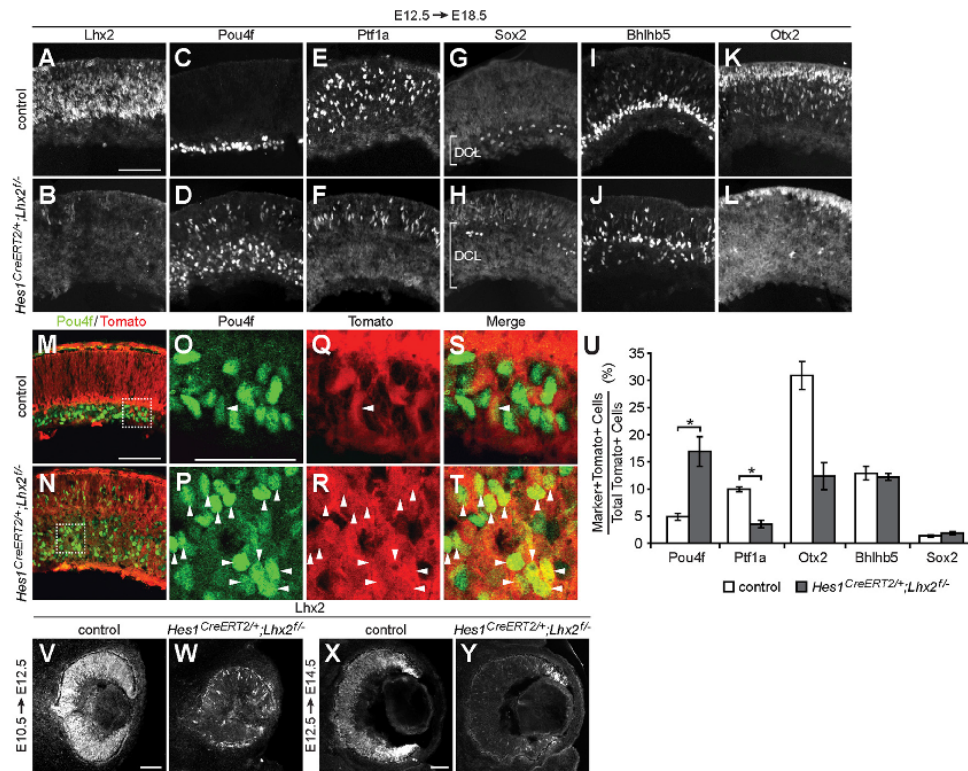 E12.5 → E18.5
Lhx2 Pou4f Ptf1a Sox2 Bhlhb5 Otx2
control
A C E G I K
DCL
Hes1CreERT2/+;Lhx2f/-
B D F H J L
DCL
Pou4f/Tomato Pou4f Tomato Merge
control
M O Q S
Hes1CreERT2/+;Lhx2f/-
N P R T
U
Marker+Tomato+ Cells
Total Tomato+ Cells
(%)
35
30
25
20
15
10
5
0
* *
Pou4f Ptf1a Otx2 Bhlhb5 Sox2
control Hes1CreERT2/+;Lhx2f/-
Lhx2
control Hes1CreERT2/+;Lhx2f/- control Hes1CreERT2/+;Lhx2f/-
E10.5 → E12.5
V W
E12.5 → E14.5
X Y